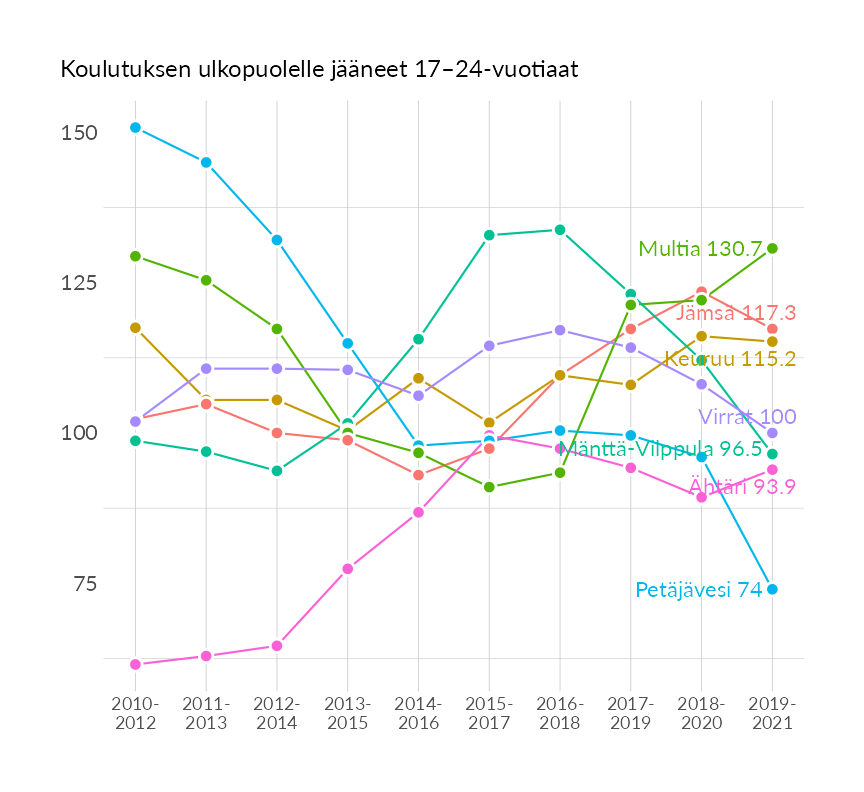 Koulutuksen ulkopuolelle jääneet 17–24-vuotiaat
150
125
100
75
Multia 130.7
Jämsä 117.3
Keuruu 115.2
Virrat 100
Mänttä-Vilppula 96.5
Ähtäri 93.9
Petäjävesi 74
2010- 2011- 2012- 2013- 2014- 2015- 2016- 2017- 2018- 2019-
2012 2013 2014 2015 2016 2017 2018 2019 2020 2021